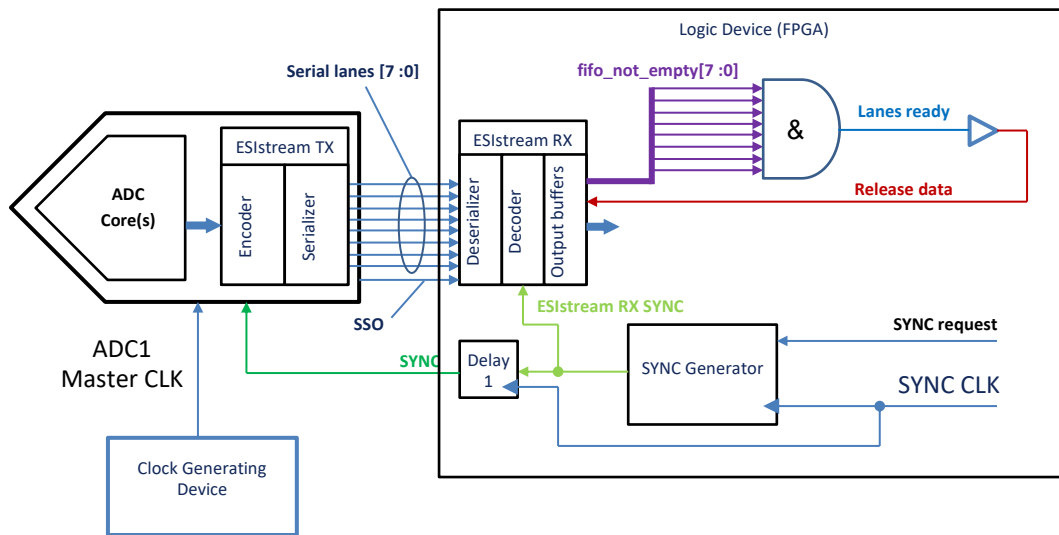 Logic Device (FPGA)
Serial lanes [7 :0]
fifo_not_empty[7 :0]
ESIstream TX
ESIstream RX
&
Lanes ready
ADC
Core(s)
Encoder
Serializer
Deserializer
Decoder
Output buffers
Release data
SSO
ESIstream RX SYNC
SYNC request
ADC1
Master CLK
SYNC
Delay
1
SYNC Generator
SYNC CLK
Clock Generating
Device